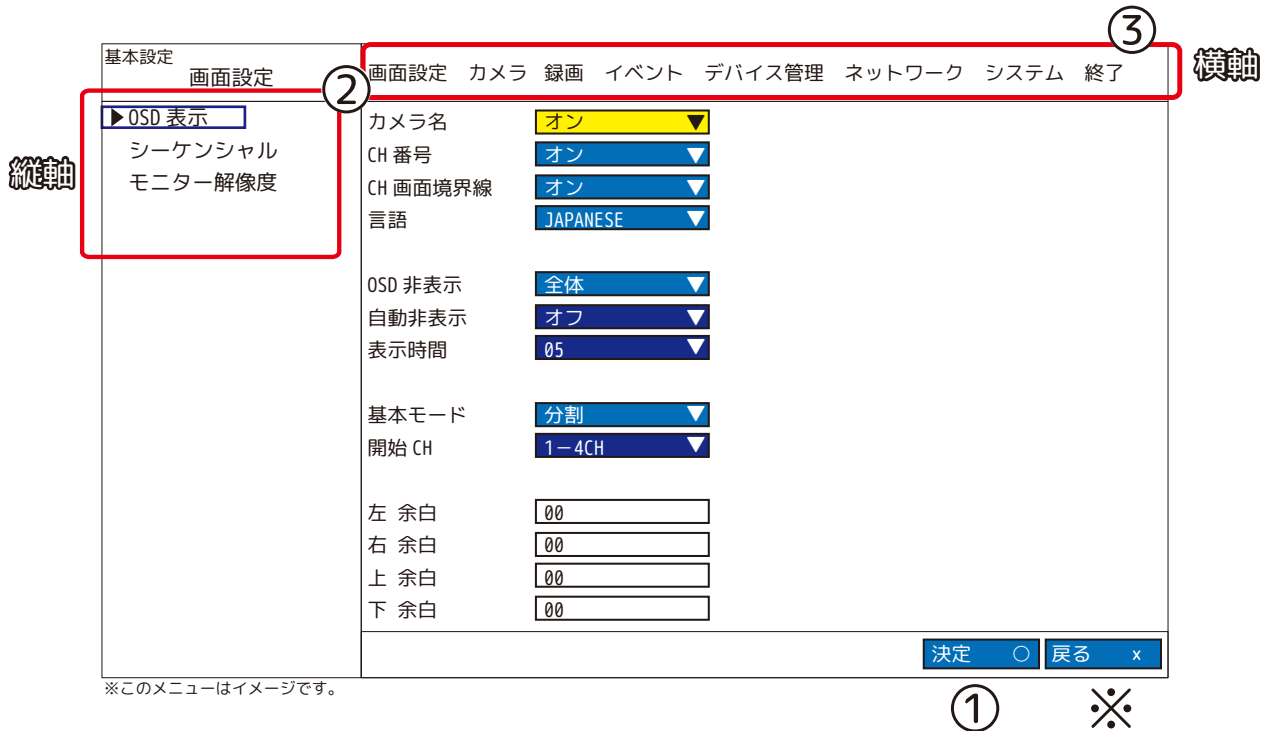 ③
基本設定
画面設定
②
画面設定 カメラ 録画 イベント デバイス管理 ネットワーク システム 終了
横軸
縦軸
▶OSD 表示
シーケンシャル
モニター解像度
カメラ名 オン ▼
CH 番号 オン ▼
CH 画面境界線 オン ▼
言語 JAPANESE ▼
OSD 非表示 全体 ▼
自動非表示 オフ ▼
表示時間 05 ▼
基本モード 分割 ▼
開始 CH 1－4CH ▼
左 余白 00
右 余白 00
上 余白 00
下 余白 00
決定 ○ 戻る x
※このメニューはイメージです。
① ※